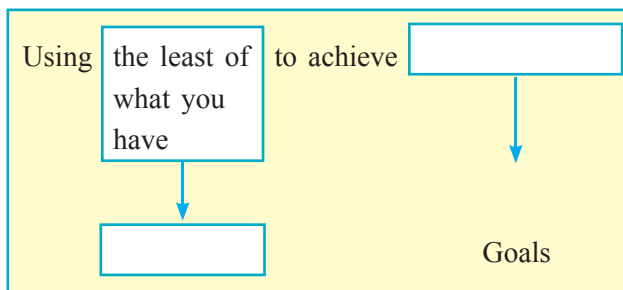 Using the least of to achieve
what you
have
Goals